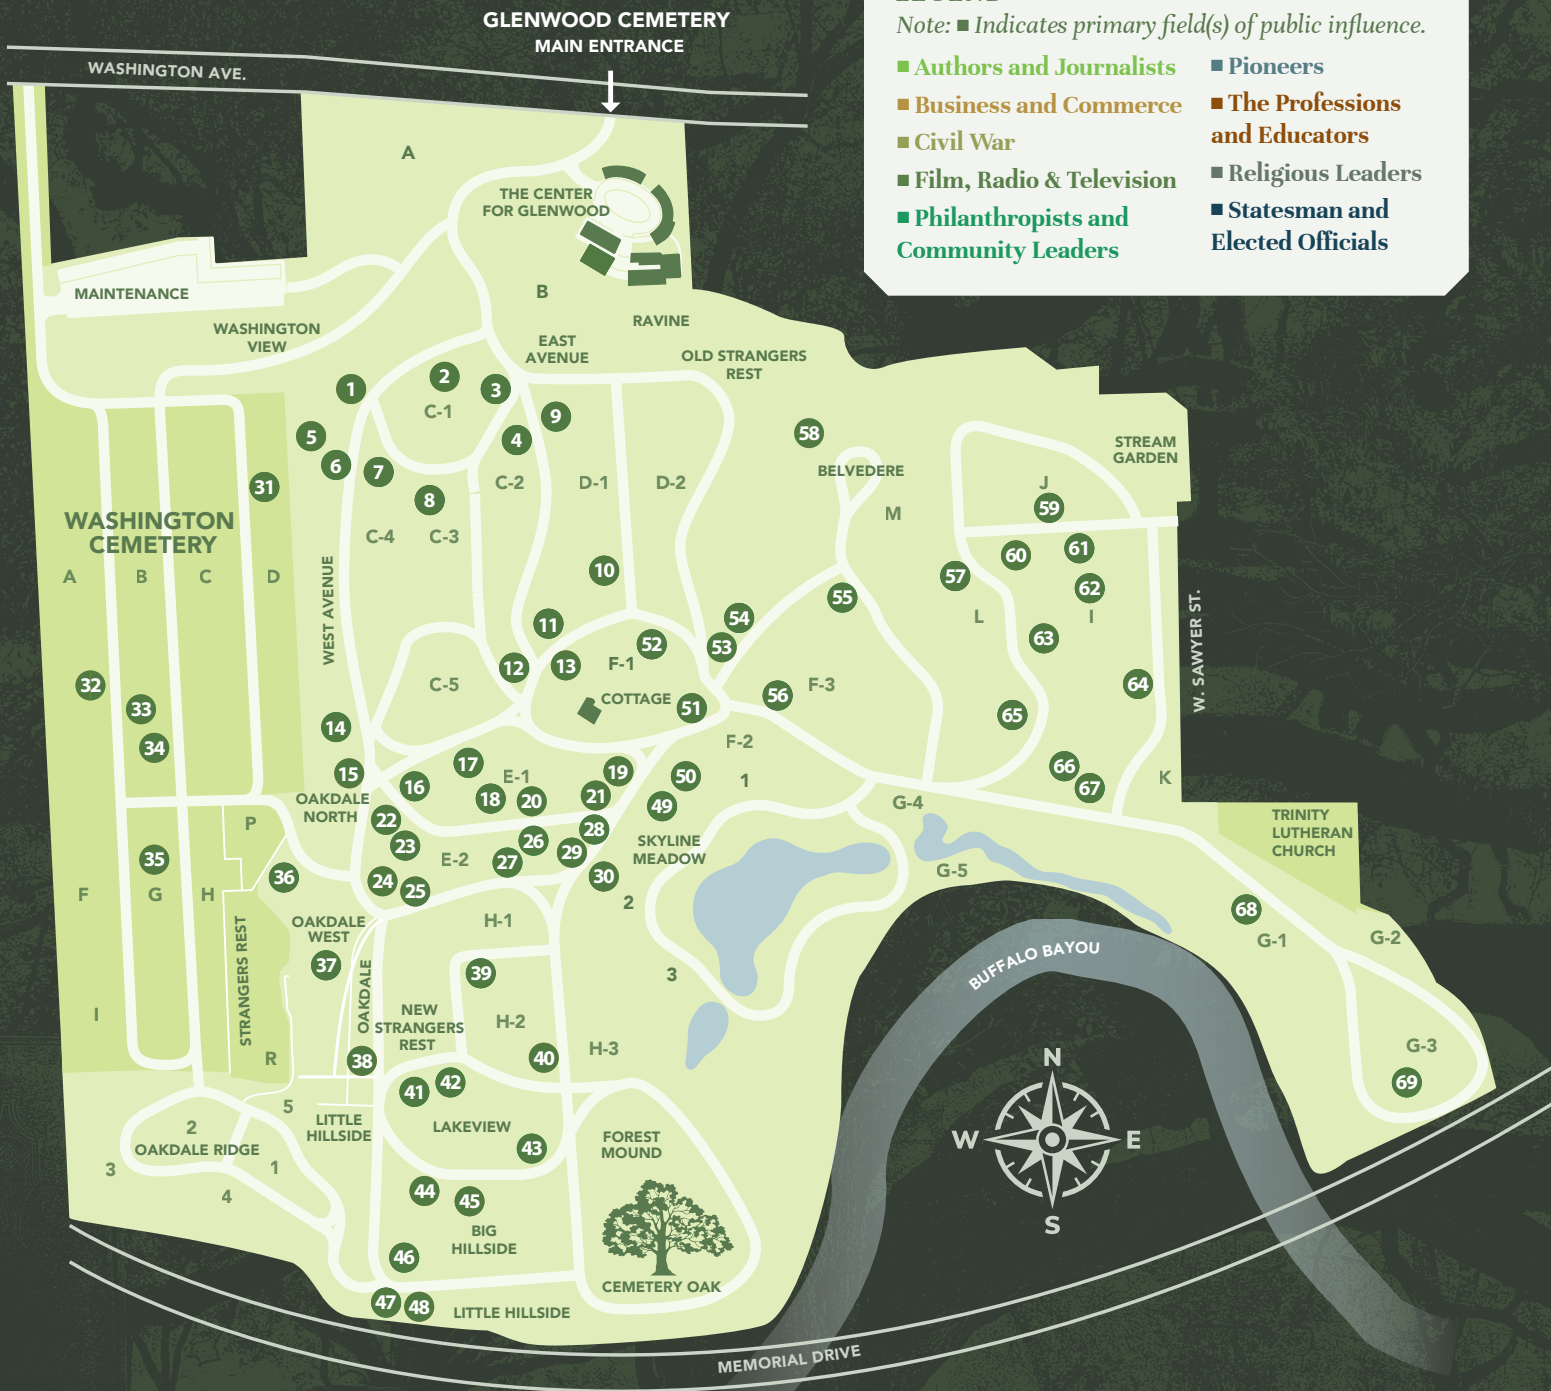 GLENWOOD CEMETERY
MAIN ENTRANCE
WASHINGTON AVE.
Note: ■ Indicates primary field(s) of public influence.
■ Authors and Journalists
■ Business and Commerce
■ Civil War
■ Film, Radio & Television
■ Philanthropists and
Community Leaders
■ Pioneers
■ The Professions
and Educators
■ Religious Leaders
■ Statesman and
Elected Officials
A
THE CENTER
FOR GLENWOOD
MAINTENANCE
B
RAVINE
WASHINGTON
VIEW
EAST
AVENUE
OLD STRANGERS
REST
1
2
3
C-1
9
4
5
6
7
8
58
BELVEDERE
STREAM
GARDEN
31
C-2
D-1
D-2
J
59
M
WASHINGTON
CEMETERY
C-4
C-3
60
61
A
B
C
D
WEST AVENUE
10
57
62
55
11
54
L
I
W. SAWYER ST.
52
53
63
12
13
F-1
32
C-5
F-3
64
33
COTTAGE
51
56
65
14
34
F-2
15
17
E-1
19
50
1
66
K
16
18
20
21
49
67
OAKDALE
NORTH
G-4
P
22
28
TRINITY
LUTHERAN
CHURCH
23
26
SKYLINE
MEADOW
35
E-2
27
29
G-5
36
24
25
30
F
G
H
2
68
STRANGERS REST
OAKDALE
WEST
H-1
G-1
G-2
37
OAKDALE
39
3
BUFFALO BAYOU
I
NEW
STRANGERS
REST
H-2
R
38
40
H-3
G-3
41
42
69
N
W
E
S
5
LITTLE
HILLSIDE
LAKEVIEW
43
FOREST
MOUND
2
OAKDALE RIDGE
3
1
4
44
45
BIG
HILLSIDE
46
CEMETERY OAK
47
48
LITTLE HILLSIDE
MEMORIAL DRIVE